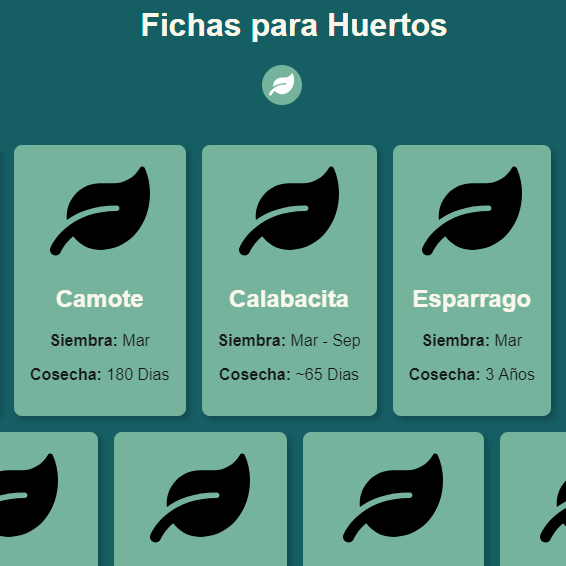 Fichas para Huertos
Camote
Siembra: Mar
Cosecha: 180 Dias
Calabacita
Siembra: Mar - Sep
Cosecha: ~65 Dias
Esparrago
Siembra: Mar
Cosecha: 3 Años